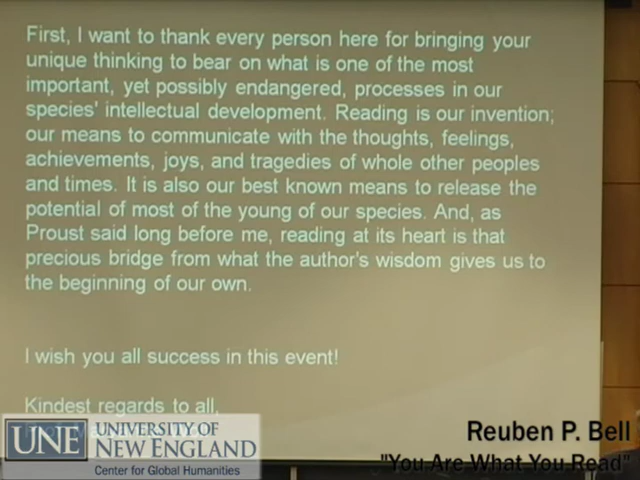 First, I want to thank every person here for bringing your
unique thinking to bear on what is one of the most
important, yet possibly endangered, processes in our
species' intellectual development. Reading is our invention;
our means to communicate with the thoughts, feelings,
achievements, joys, and tragedies of whole other peoples
and times. It is also our best known means to release the
potential of most of the young of our species. And, as
Proust said long before me, reading at its heart is that
precious bridge from what the author's wisdom gives us to
the beginning of our own.
I wish you all success in this event!
Kindest regards to all,
UNE UNIVERSITY OF
NEW ENGLAND
Center for Global Humanities
Reuben P. Bell
"You Are What You Read"